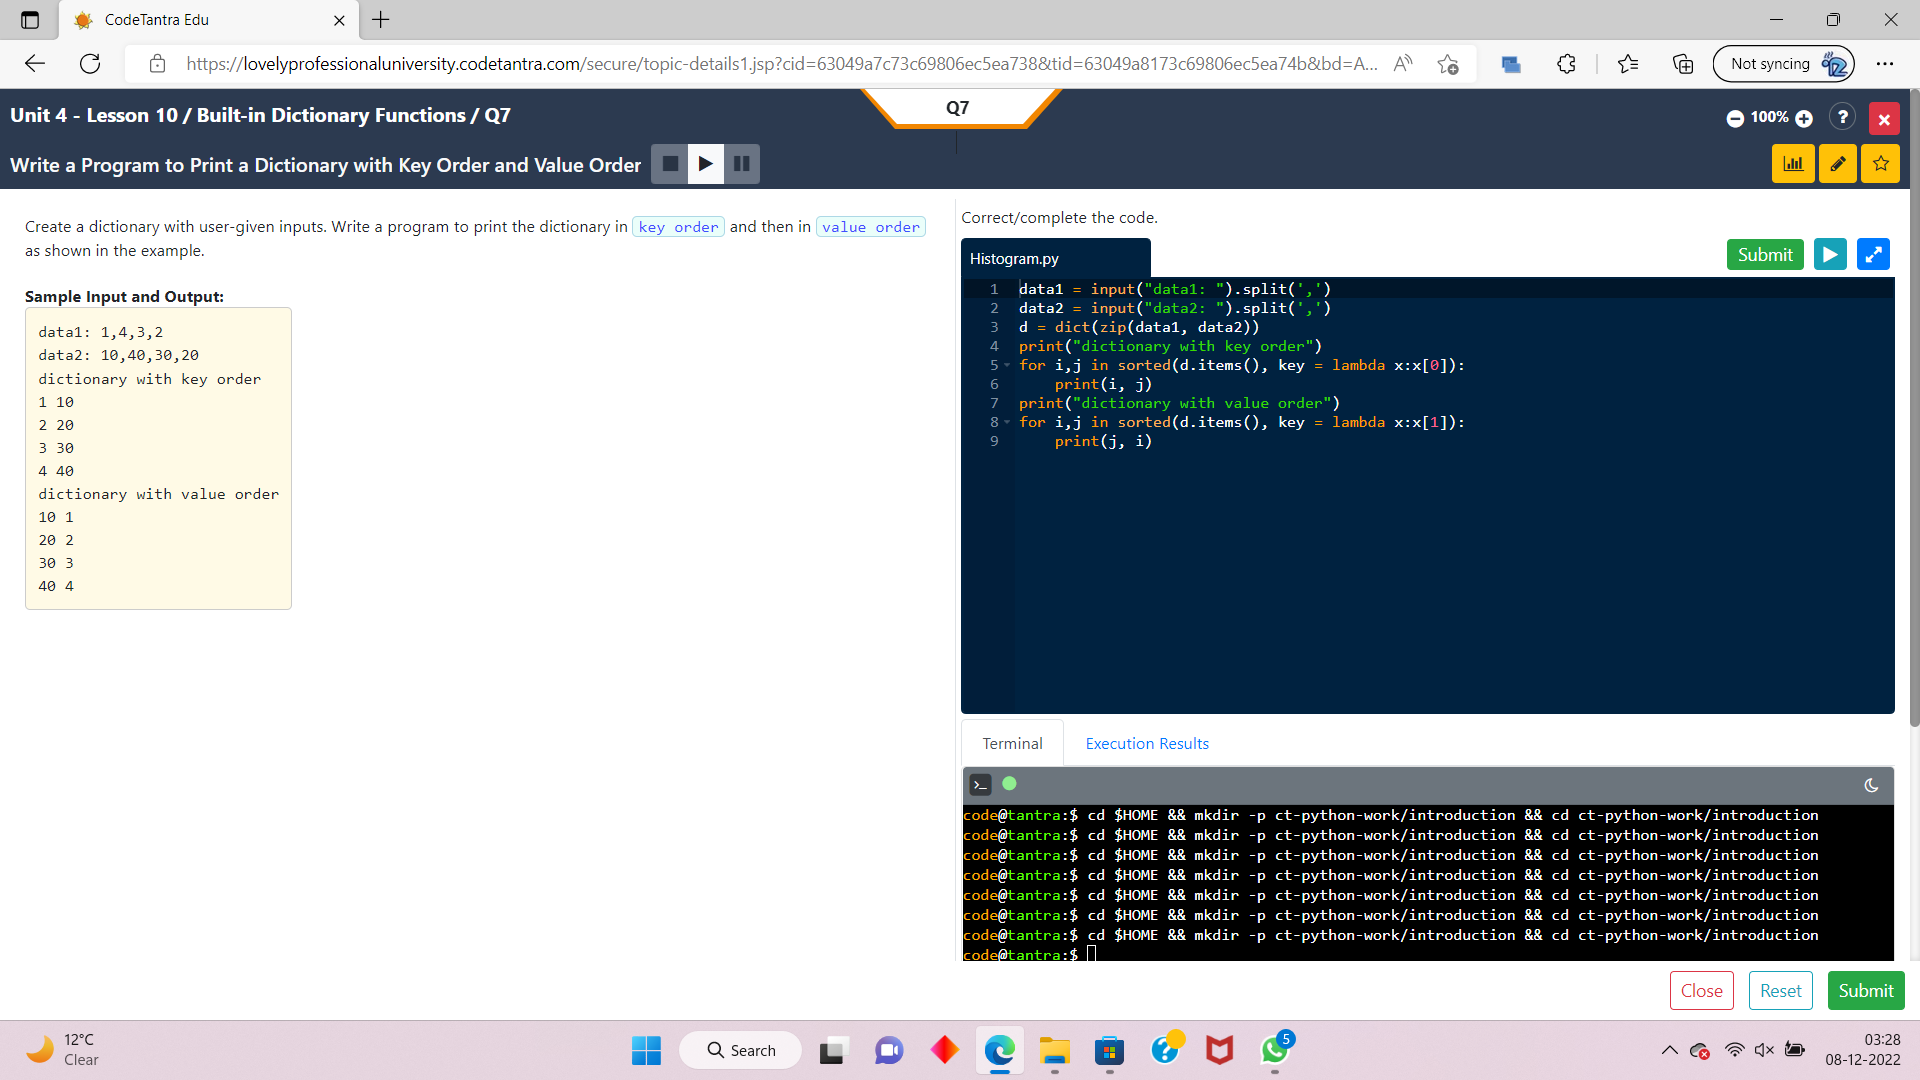 CodeTantra Edu
https://lovelyprofessionaluniversity.codetantra.com/secure/topic-details1.jsp?cid=63049a7c73c69806ec5ea738&tid=63049a8173c69806ec5ea74b&bd=A...
Not syncing
Unit 4 - Lesson 10 / Built-in Dictionary Functions / Q7
Q7
100%
?
Write a Program to Print a Dictionary with Key Order and Value Order
Create a dictionary with user-given inputs. Write a program to print the dictionary in key order and then in value order
as shown in the example.
Sample Input and Output:
data1: 1,4,3,2
data2: 10,40,30,20
dictionary with key order
1 10
2 20
3 30
4 40
dictionary with value order
10 1
20 2
30 3
40 4
Correct/complete the code.
Histogram.py
Submit
1 data1 = input("data1: ").split(',')
2 data2 = input("data2: ").split(',')
3 d = dict(zip(data1, data2))
4 print("dictionary with key order")
5 for i,j in sorted(d.items(), key = lambda x:x[0]):
6 print(i, j)
7 print("dictionary with value order")
8 for i,j in sorted(d.items(), key = lambda x:x[1]):
9 print(j, i)
Terminal
Execution Results
code@tantra:$ cd $HOME && mkdir -p ct-python-work/introduction && cd ct-python-work/introduction
code@tantra:$ cd $HOME && mkdir -p ct-python-work/introduction && cd ct-python-work/introduction
code@tantra:$ cd $HOME && mkdir -p ct-python-work/introduction && cd ct-python-work/introduction
code@tantra:$ cd $HOME && mkdir -p ct-python-work/introduction && cd ct-python-work/introduction
code@tantra:$ cd $HOME && mkdir -p ct-python-work/introduction && cd ct-python-work/introduction
code@tantra:$ cd $HOME && mkdir -p ct-python-work/introduction && cd ct-python-work/introduction
code@tantra:$ cd $HOME && mkdir -p ct-python-work/introduction && cd ct-python-work/introduction
code@tantra:$
Close
Reset
Submit
12°C
Clear
Search
5
03:28
08-12-2022